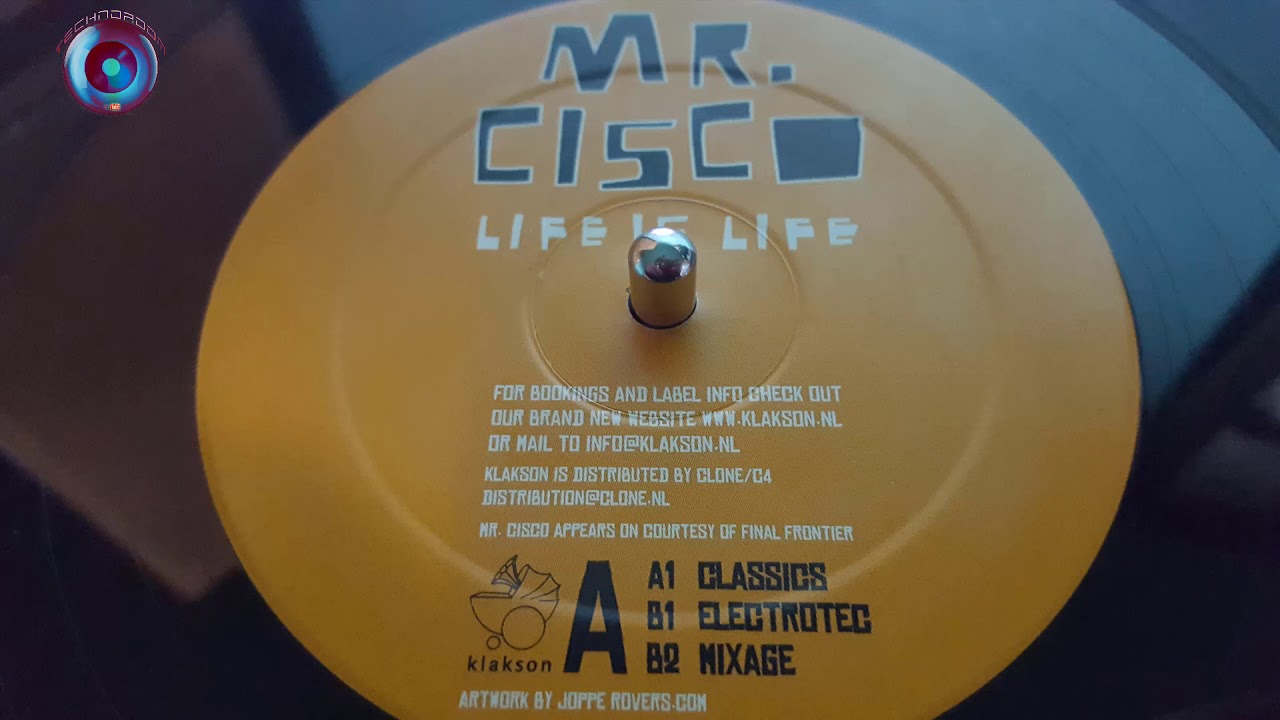 TECHNOROOM
MR.
CISCO
LIFE IS LIFE
FOR BOOKINGS AND LABEL INFO CHECK OUT
OUR BRAND NEW WEBSITE WWW.KLAKSON.NL
OR MAIL TO INFO@KLAKSON.NL
KLAKSON IS DISTRIBUTED BY CLONE/C4
DISTRIBUTION@CLONE.NL
MR. CISCO APPEARS ON COURTESY OF FINAL FRONTIER
A
A1 CLASSICS
B1 ELECTROTEC
B2 MIXAGE
klakson
ARTWORK BY JOPPE ROVERS.COM